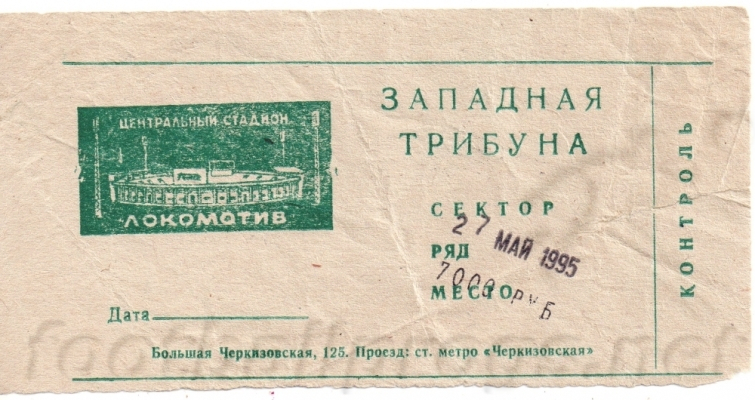 ЦЕНТРАЛЬНЫЙ СТАДИОН
ЛОКОМОТИВ
ЗАПАДНАЯ
ТРИБУНА
СЕКТОР
27 МАЙ 1995
РЯД
7000 РУБ
МЕСТО
Дата
Большая Черкизовская, 125. Проезд: ст. метро «Черкизовская»
КОНТРОЛЬ